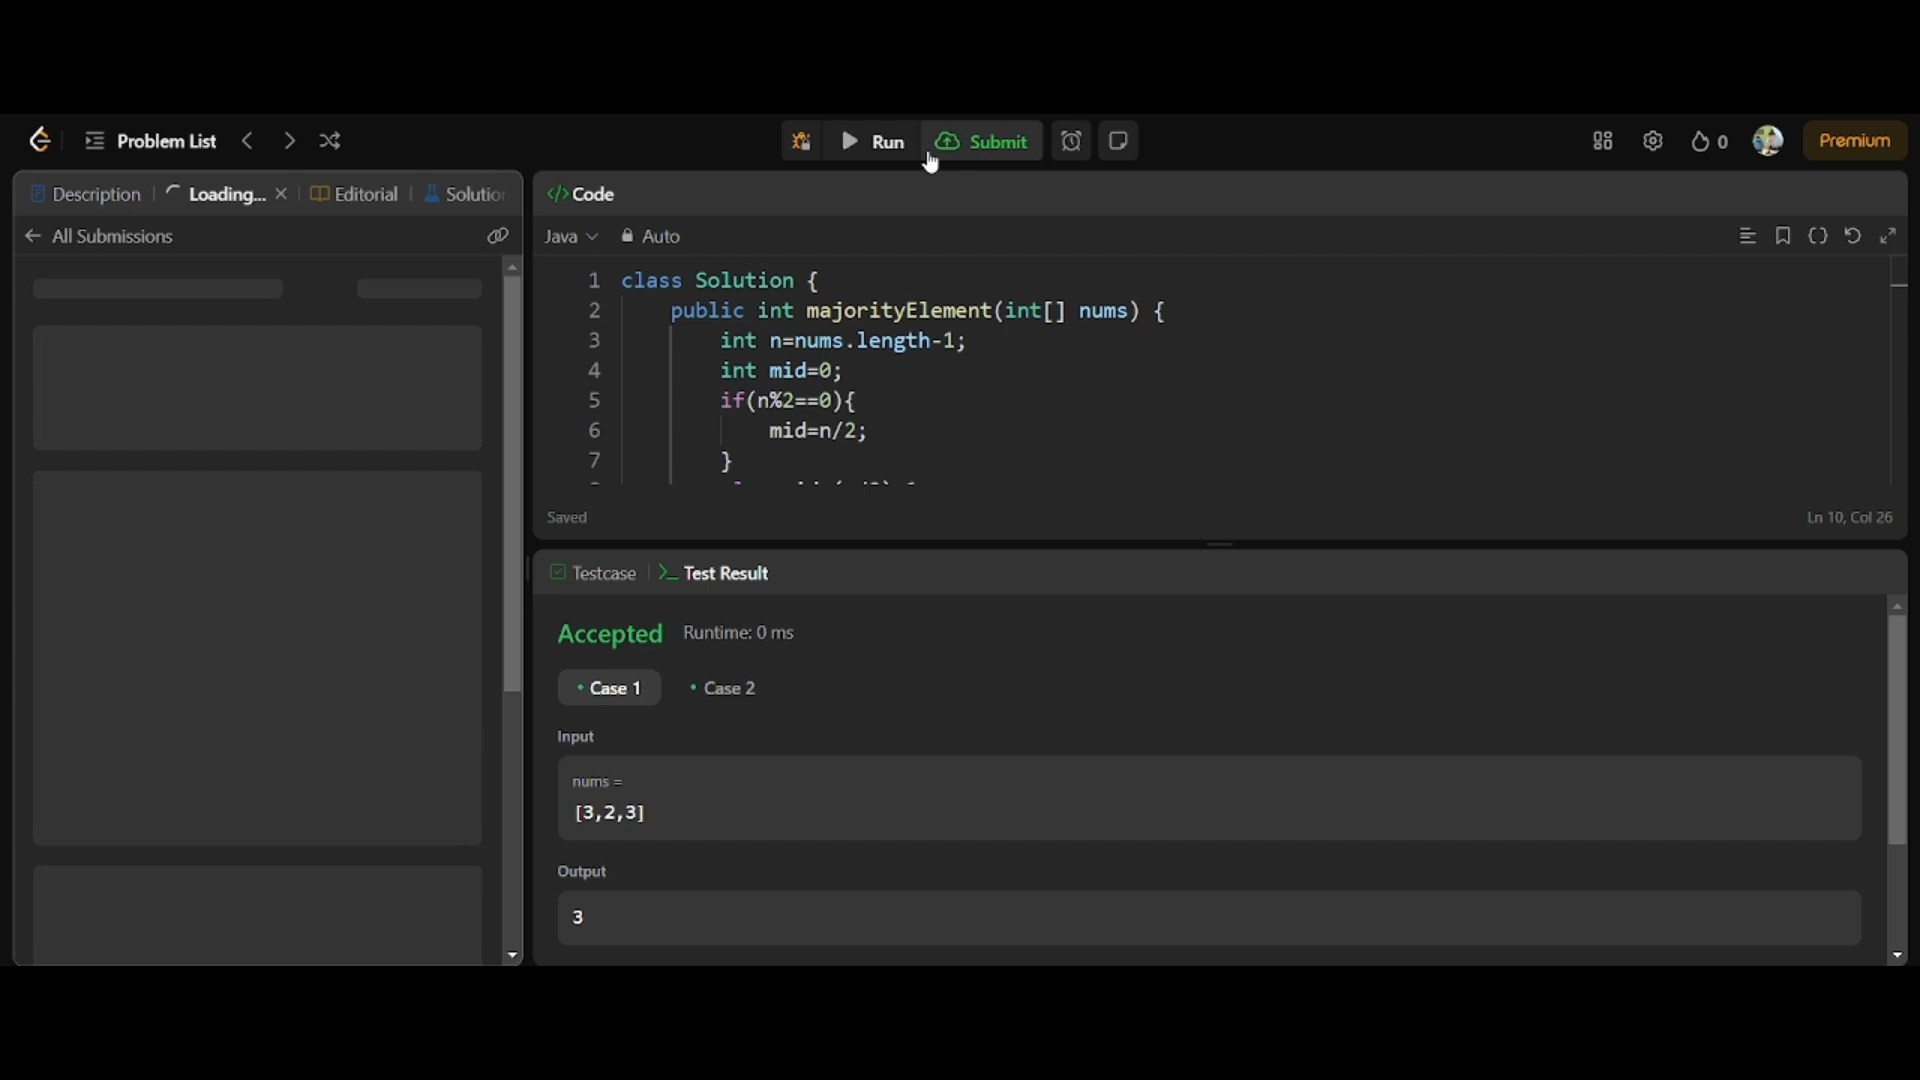 Problem List
Run
Submit
0
Premium
Description
Loading...
Editorial
Solution
All Submissions
</> Code
Java
Auto
1 class Solution {
2 public int majorityElement(int[] nums) {
3 int n=nums.length-1;
4 int mid=0;
5 if(n%2==0){
6 mid=n/2;
7 }
Saved
Ln 10, Col 26
Testcase
Test Result
Accepted Runtime: 0 ms
Case 1
Case 2
Input
nums =
[3,2,3]
Output
3